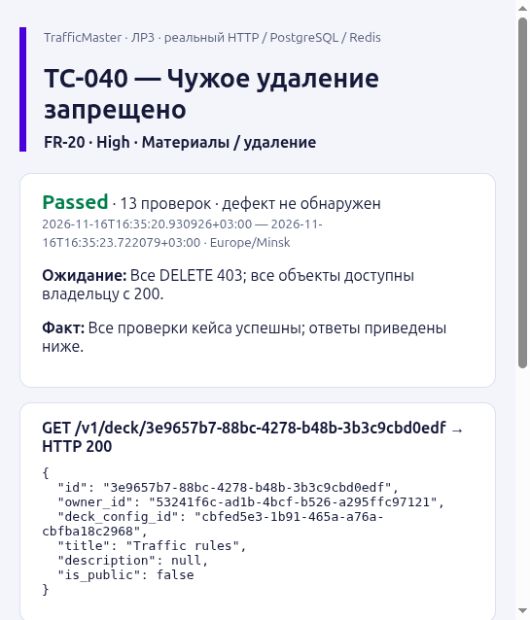 TrafficMaster · ЛР3 · реальный HTTP / PostgreSQL / Redis
TC-040 — Чужое удаление
запрещено
FR-20 · High · Материалы / удаление
Passed · 13 проверок · дефект не обнаружен
2026-11-16T16:35:20.930926+03:00 — 2026-11-
16T16:35:23.722079+03:00 · Europe/Minsk
Ожидание: Все DELETE 403; все объекты доступны
владельцу с 200.
Факт: Все проверки кейса успешны; ответы приведены
ниже.
GET /v1/deck/3e9657b7-88bc-4278-b48b-3b3c9cbd0edf →
HTTP 200
{
  "id": "3e9657b7-88bc-4278-b48b-3b3c9cbd0edf",
  "owner_id": "53241f6c-ad1b-4bcf-b526-a295ffc97121",
  "deck_config_id": "cbfed5e3-1b91-465a-a76a-
cbfba18c2968",
  "title": "Traffic rules",
  "description": null,
  "is_public": false
}